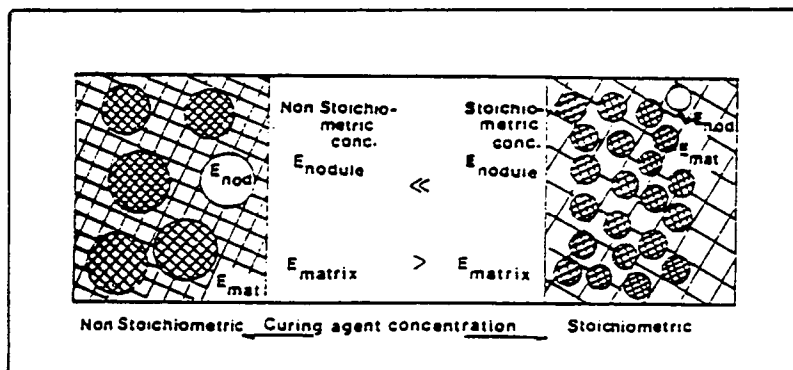 Non Stoichio-
metric
conc.
E nodule
≪
Stoichio-
metric
conc.
E nodule
E matrix > E matrix
E nod
E mat
E nod
E mat
Non Stoichiometric Curing agent concentration Stoichiometric